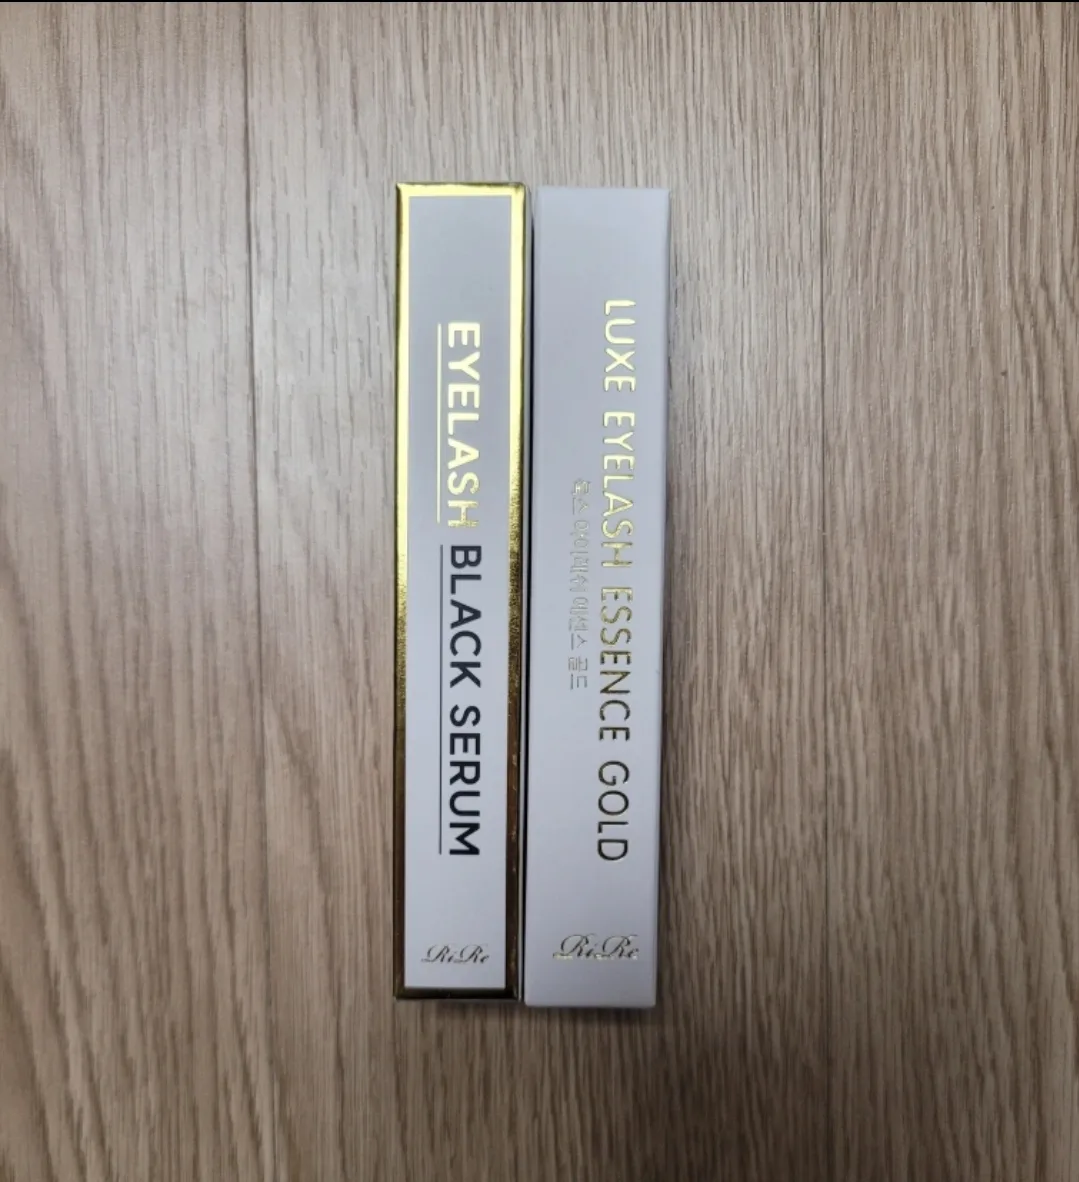 EYELASH BLACK SERUM
RiRe
LUXE EYELASH ESSENCE GOLD
룩스 아이래쉬 에센스 골드
RiRe